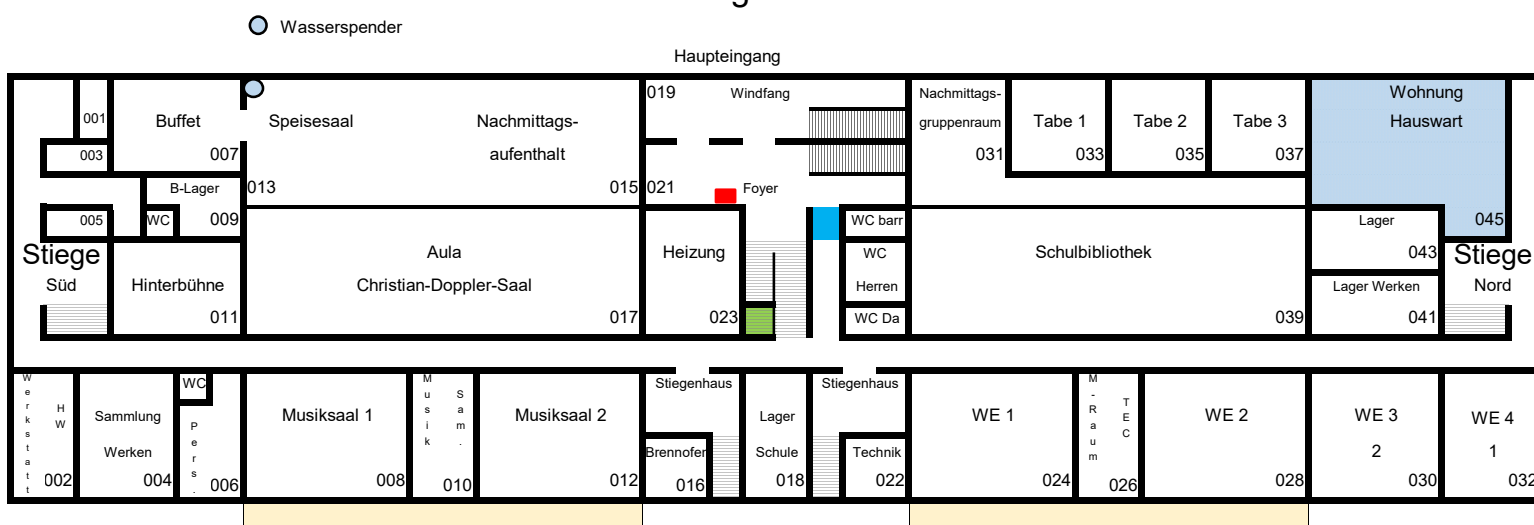 Wasserspender
Haupteingang
001
Buffet
Speisesaal
Nachmittags-
aufenthalt
019
Windfang
Nachmittags-
gruppenraum
Tabe 1
Tabe 2
Tabe 3
Wohnung
Hauswart
003
007
031
033
035
037
B-Lager
013
015
021
Foyer
005
WC
009
WC barr
Lager
045
Stiege
Süd
Aula
Christian-Doppler-Saal
Heizung
WC
Herren
Schulbibliothek
043
Stiege
Nord
Hinterbühne
Lager Werken
011
017
023
WC Da
039
041
Werkstatt
HW
002
Sammlung
Werken
004
WC
Pers.
006
Musiksaal 1
008
Musik
Sam.
010
Musiksaal 2
012
Stiegenhaus
Brennofer
016
Lager
Schule
018
Stiegenhaus
Technik
022
WE 1
024
M-Raum
TEC
026
WE 2
028
WE 3
2
030
WE 4
1
032